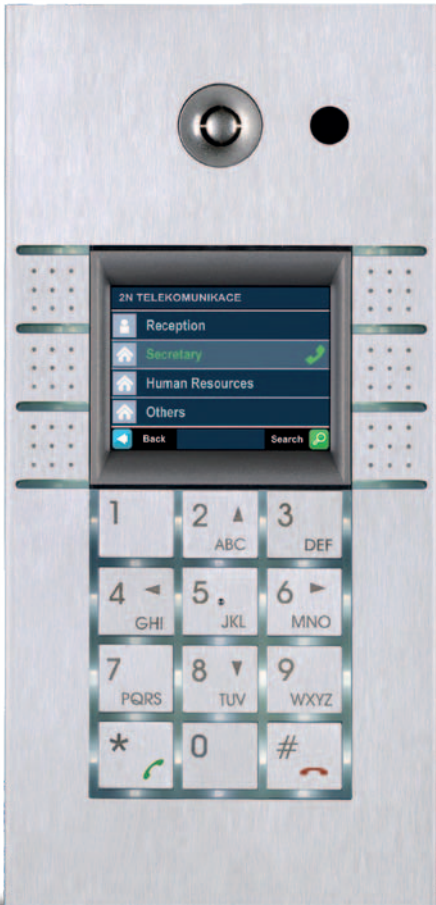 2N TELEKOMUNIKACE
Reception
Secretary
Human Resources
Others
Back Search
1 2 ABC 3 DEF
4 GHI 5 JKL 6 MNO
7 PQRS 8 TUV 9 WXYZ
* 0 #